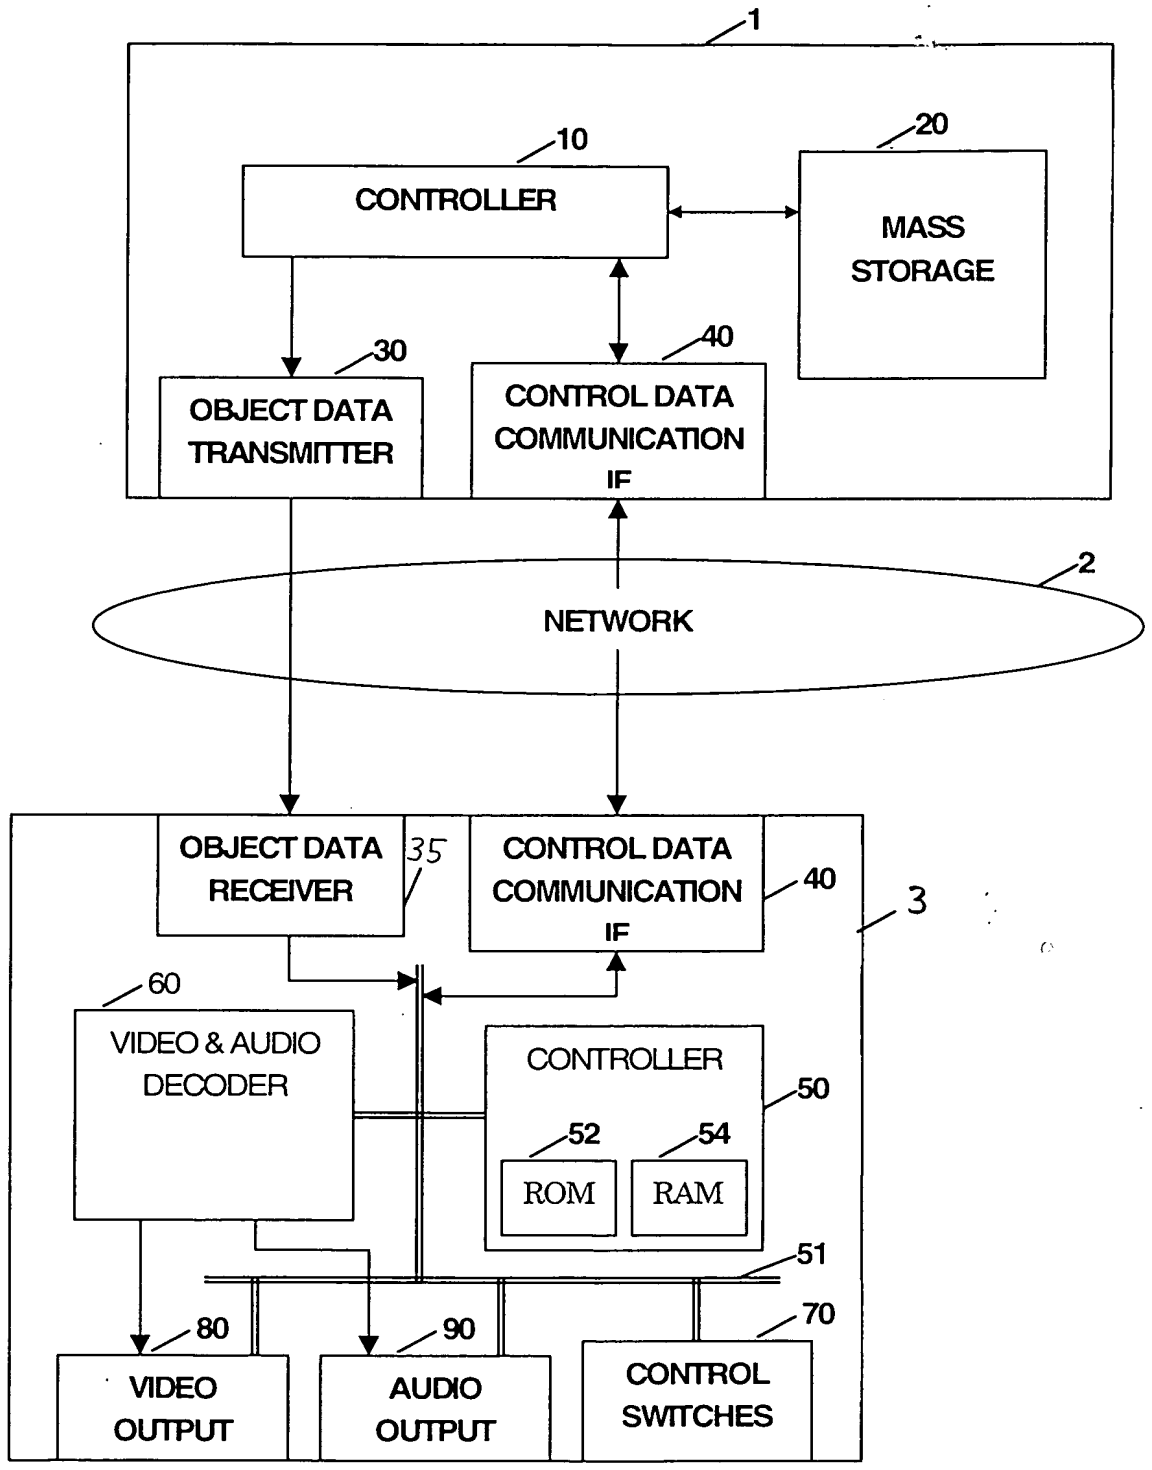 1
10
20
CONTROLLER
MASS
STORAGE
30
40
OBJECT DATA
TRANSMITTER
CONTROL DATA
COMMUNICATION
IF
2
NETWORK
OBJECT DATA
RECEIVER
35
CONTROL DATA
COMMUNICATION
IF
40
3
60
VIDEO & AUDIO
DECODER
CONTROLLER
50
52
54
ROM
RAM
51
70
80
90
VIDEO
OUTPUT
AUDIO
OUTPUT
CONTROL
SWITCHES